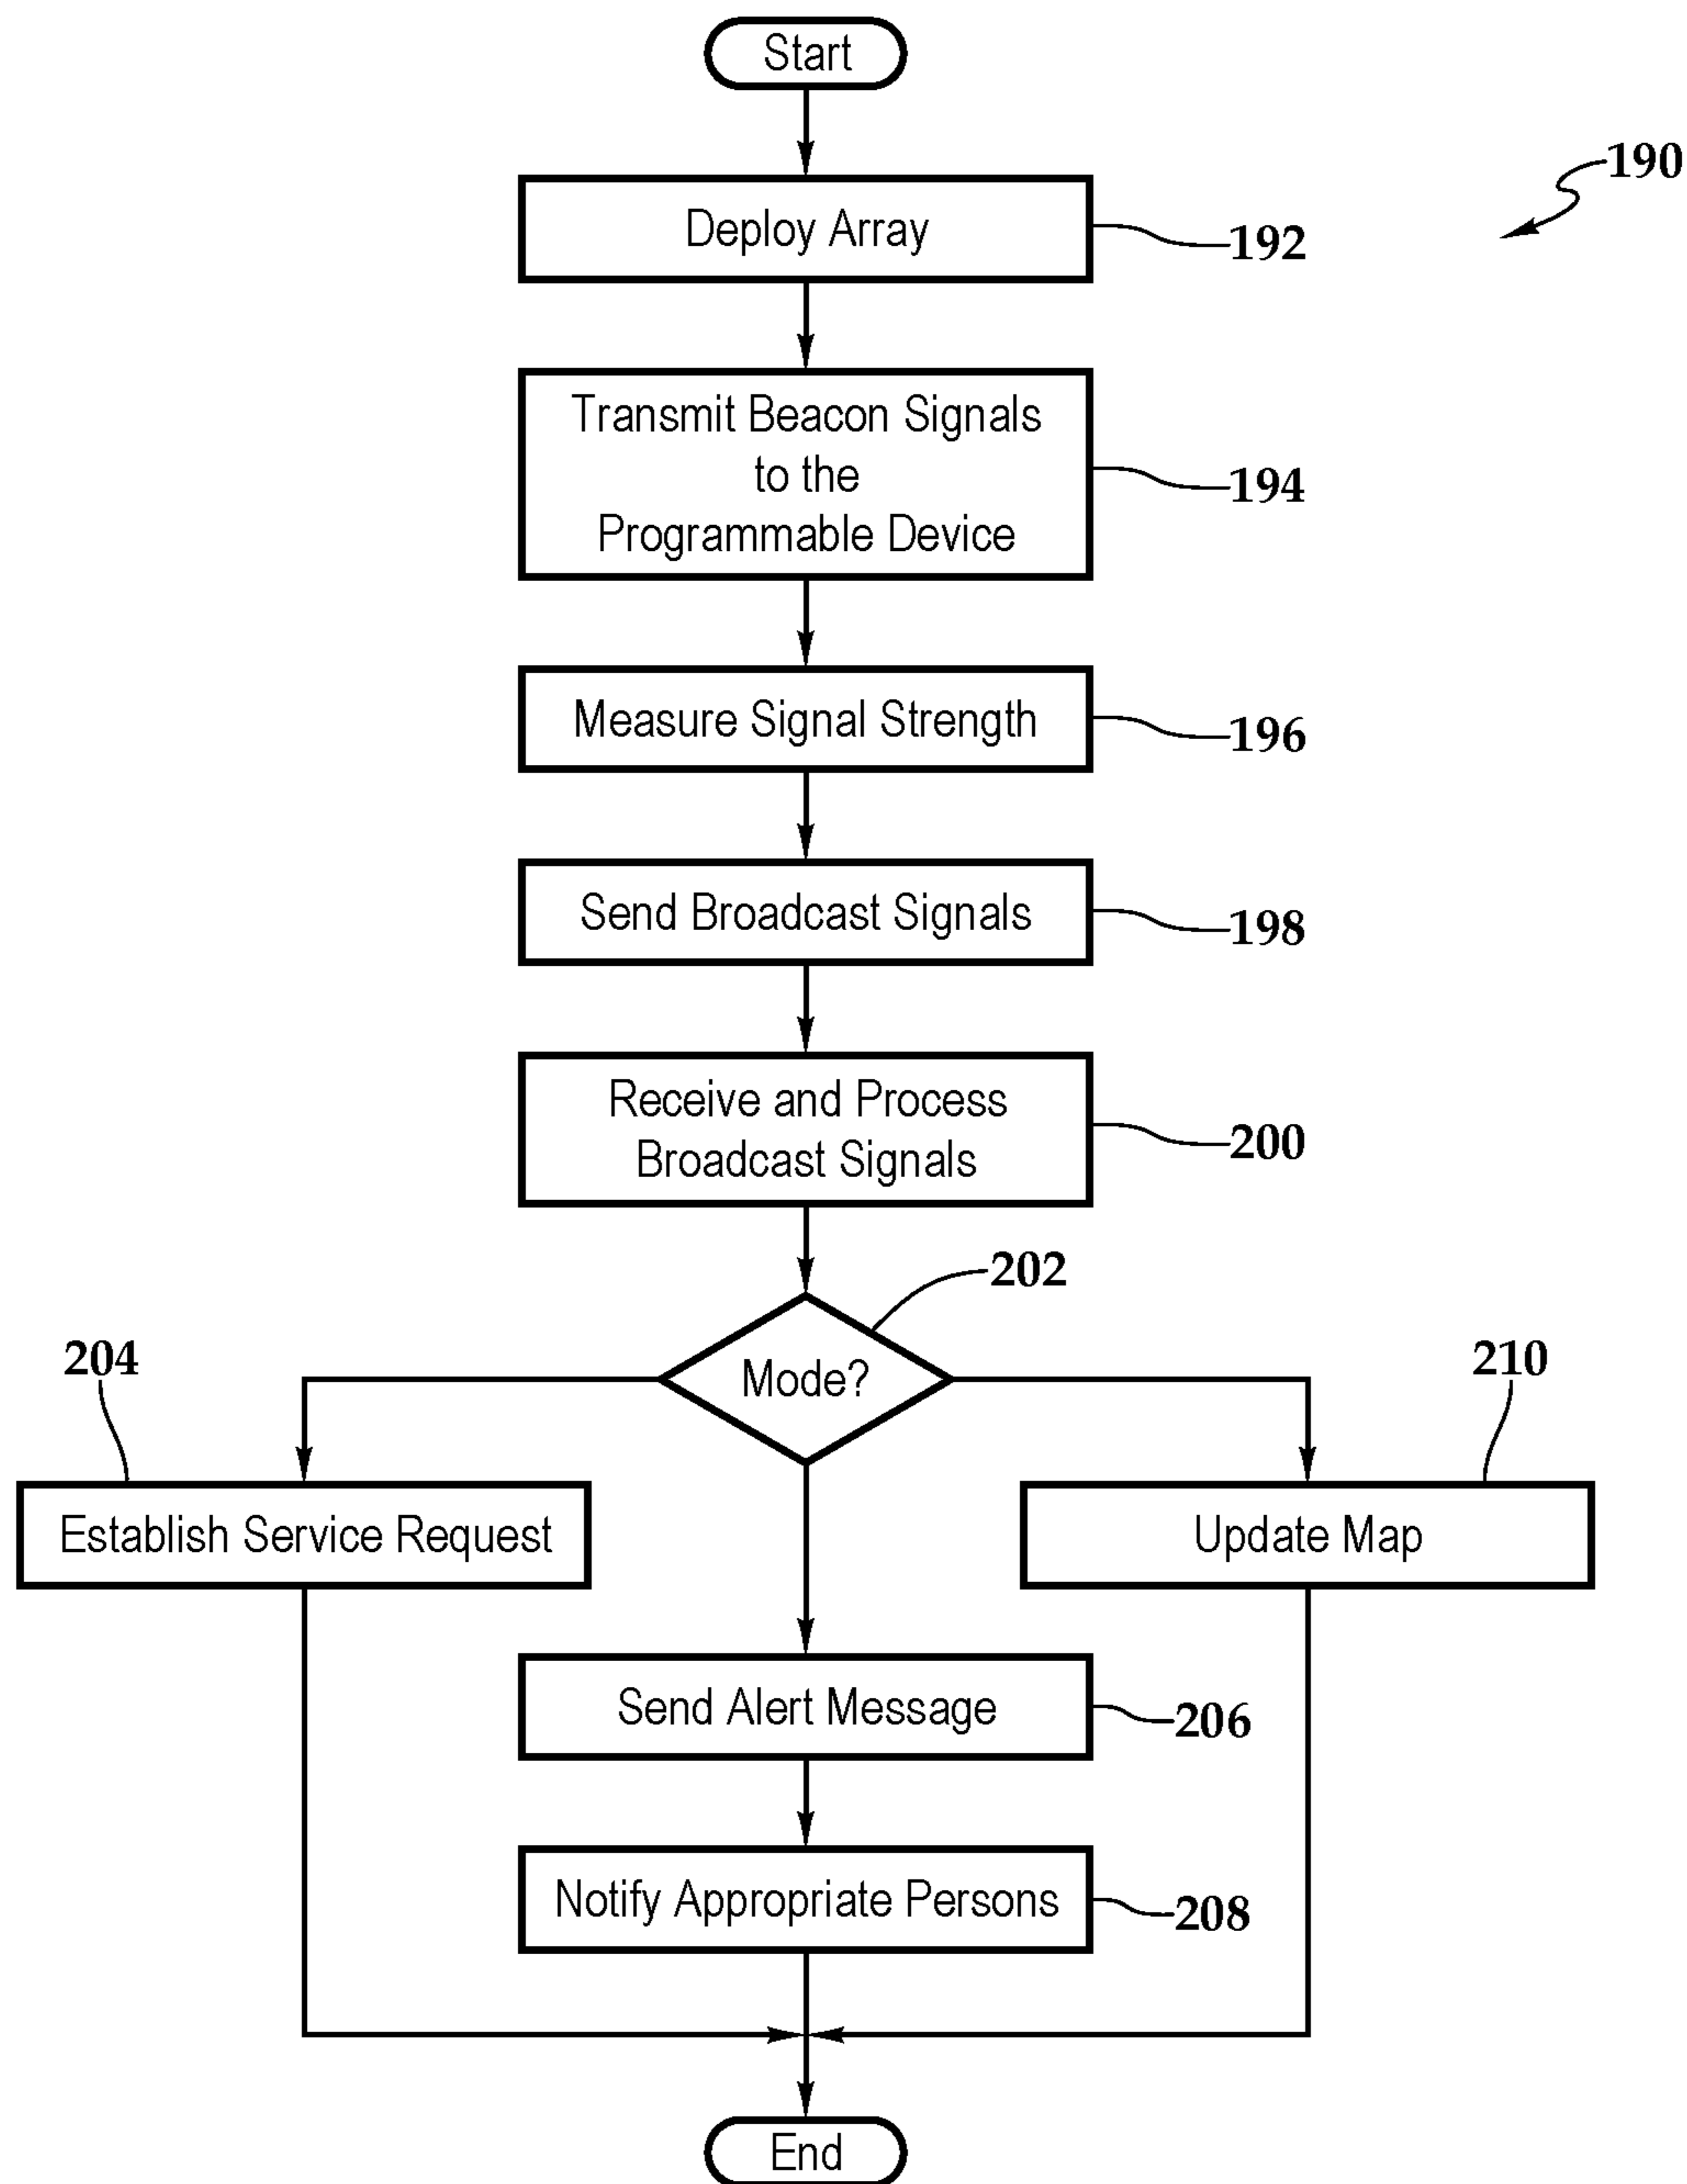 Start
190
Deploy Array
192
Transmit Beacon Signals
to the
Programmable Device
194
Measure Signal Strength
196
Send Broadcast Signals
198
Receive and Process
Broadcast Signals
200
202
Mode?
204
210
Establish Service Request
Update Map
Send Alert Message
206
Notify Appropriate Persons
208
End